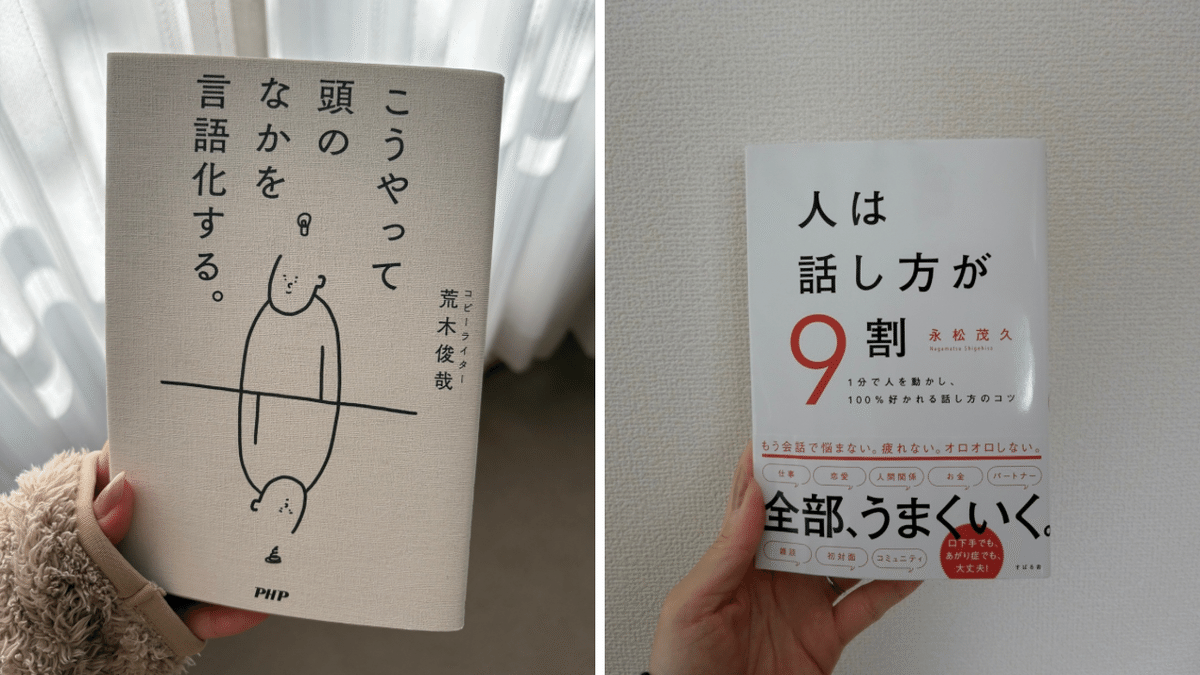 こうやって
頭の
なかを
言語化する。
コピーライター
荒木俊哉
PHP
人は
話し方が
9割
永松茂久
Nagamatsu Shigehisa
1分で人を動かし、
100%好かれる話し方のコツ
もう会話で悩まない。疲れない。オロオロしない。
仕事
恋愛
人間関係
お金
パートナー
全部、うまくいく。
雑談
初対面
コミュニティ
口下手でも、
あがり症でも、
大丈夫!
すばる舎